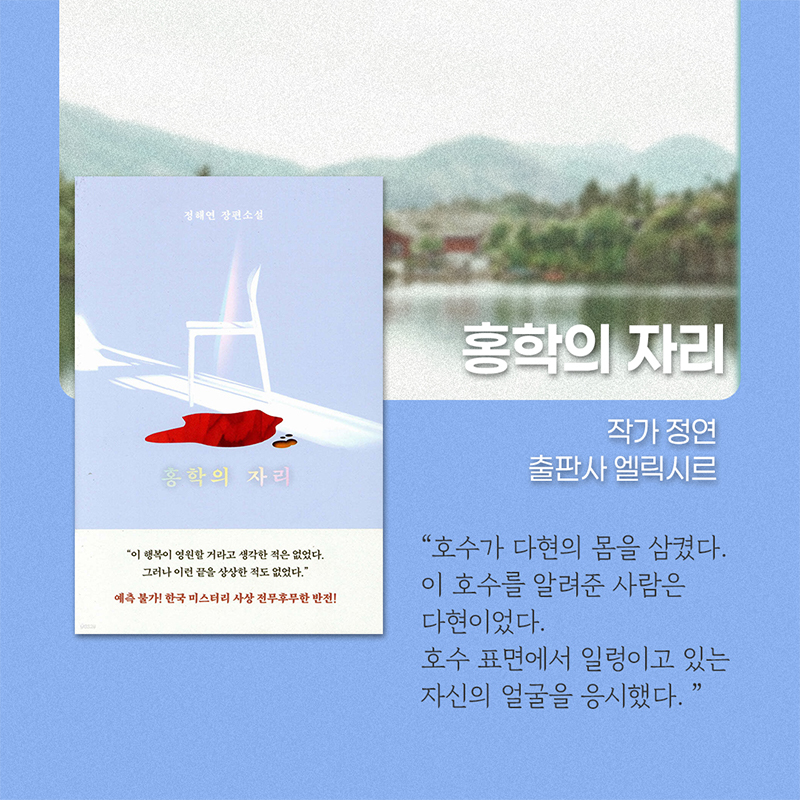 정해연 장편소설
홍학의 자리
“이 행복이 영원할 거라고 생각한 적은 없었다.
그러나 이런 끝을 상상한 적도 없었다.”
예측 불가! 한국 미스터리 사상 전무후무한 반전!
홍학의 자리
작가 정연
출판사 엘릭시르
“호수가 다현의 몸을 삼켰다.
이 호수를 알려준 사람은
다현이었다.
호수 표면에서 일렁이고 있는
자신의 얼굴을 응시했다. ”